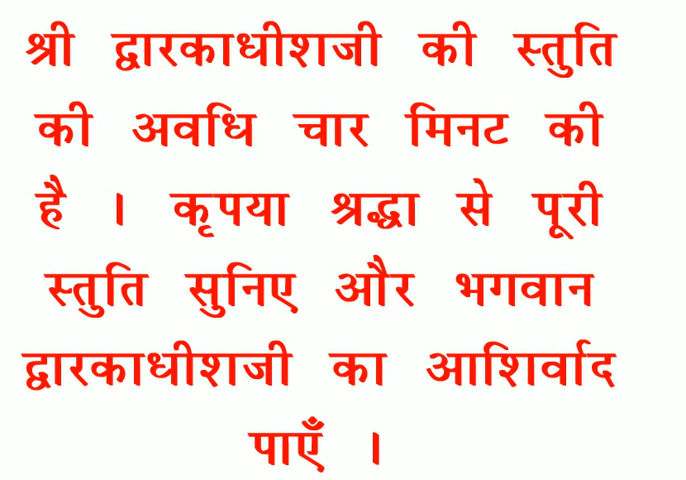 श्री द्वारकाधीशजी की स्तुति
की अवधि चार मिनट की
है । कृपया श्रद्धा से पूरी
स्तुति सुनिए और भगवान
द्वारकाधीशजी का आशिर्वाद
पाएँ ।